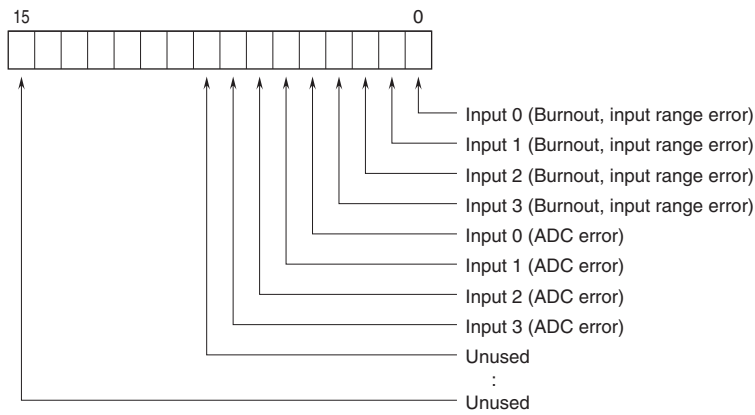 15 0
Input 0 (Burnout, input range error)
Input 1 (Burnout, input range error)
Input 2 (Burnout, input range error)
Input 3 (Burnout, input range error)
Input 0 (ADC error)
Input 1 (ADC error)
Input 2 (ADC error)
Input 3 (ADC error)
Unused
:
Unused